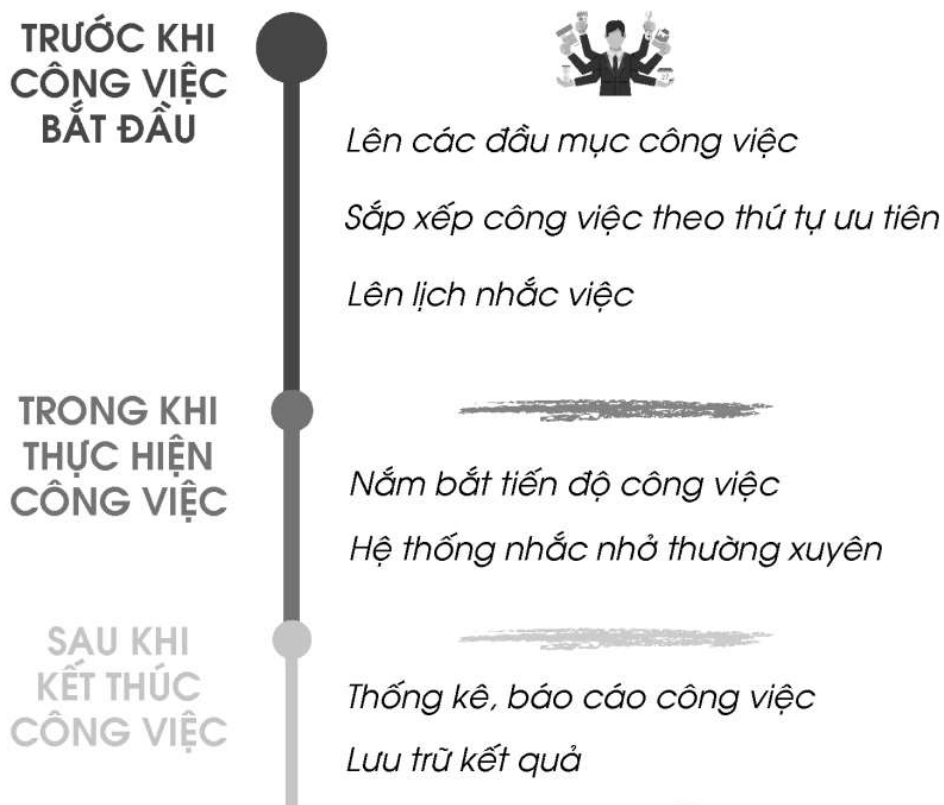 TRƯỚC KHI
CÔNG VIỆC
BẮT ĐẦU
Lên các đầu mục công việc
Sắp xếp công việc theo thứ tự ưu tiên
Lên lịch nhắc việc
TRONG KHI
THỰC HIỆN
CÔNG VIỆC
Nắm bắt tiến độ công việc
Hệ thống nhắc nhở thường xuyên
SAU KHI
KẾT THÚC
CÔNG VIỆC
Thống kê, báo cáo công việc
Lưu trữ kết quả